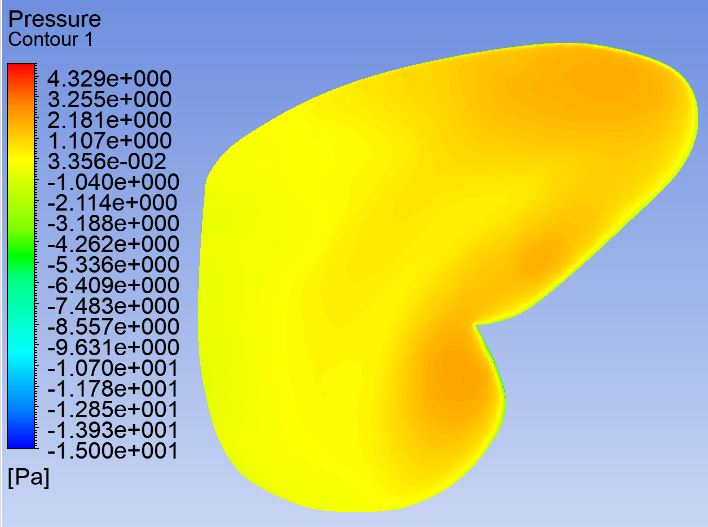 Pressure
Contour 1
4.329e+000
3.255e+000
2.181e+000
1.107e+000
3.356e-002
-1.040e+000
-2.114e+000
-3.188e+000
-4.262e+000
-5.336e+000
-6.409e+000
-7.483e+000
-8.557e+000
-9.631e+000
-1.070e+001
-1.178e+001
-1.285e+001
-1.393e+001
-1.500e+001
[Pa]